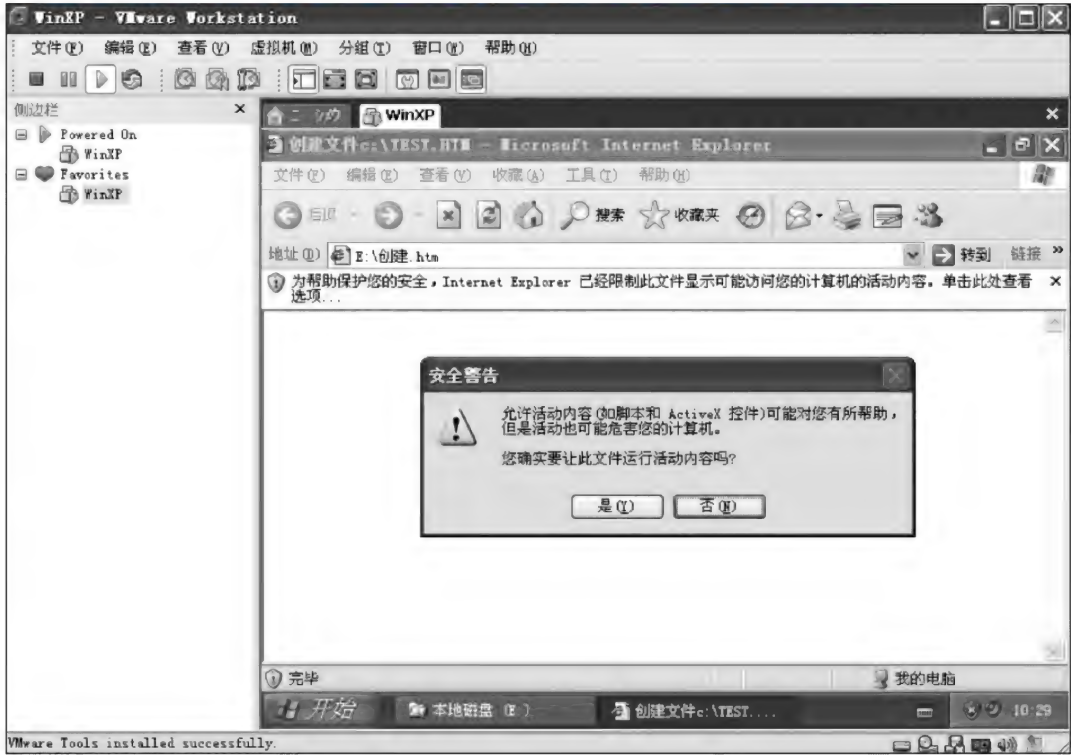 WinXP - VMware Workstation
文件(F) 编辑(E) 查看(V) 虚拟机(M) 分组(T) 窗口(W) 帮助(H)
侧边栏
Powered On
WinXP
Favorites
WinXP
WinXP
创建文件c:\TEST.HTM - Microsoft Internet Explorer
文件(F) 编辑(E) 查看(V) 收藏(A) 工具(T) 帮助(H)
后退 搜索 收藏夹
地址(D) E:\创建.htm 转到 链接 »
为帮助保护您的安全，Internet Explorer 已经限制此文件显示可能访问您的计算机的活动内容。单击此处查看
选项...
安全警告
允许活动内容(如脚本和 ActiveX 控件)可能对您有所帮助，
但是活动也可能危害您的计算机。
您确实要让此文件运行活动内容吗?
是(Y) 否(N)
完毕 我的电脑
开始 本地磁盘 (E:) 创建文件c:\TEST.... 10:29
VMware Tools installed successfully.